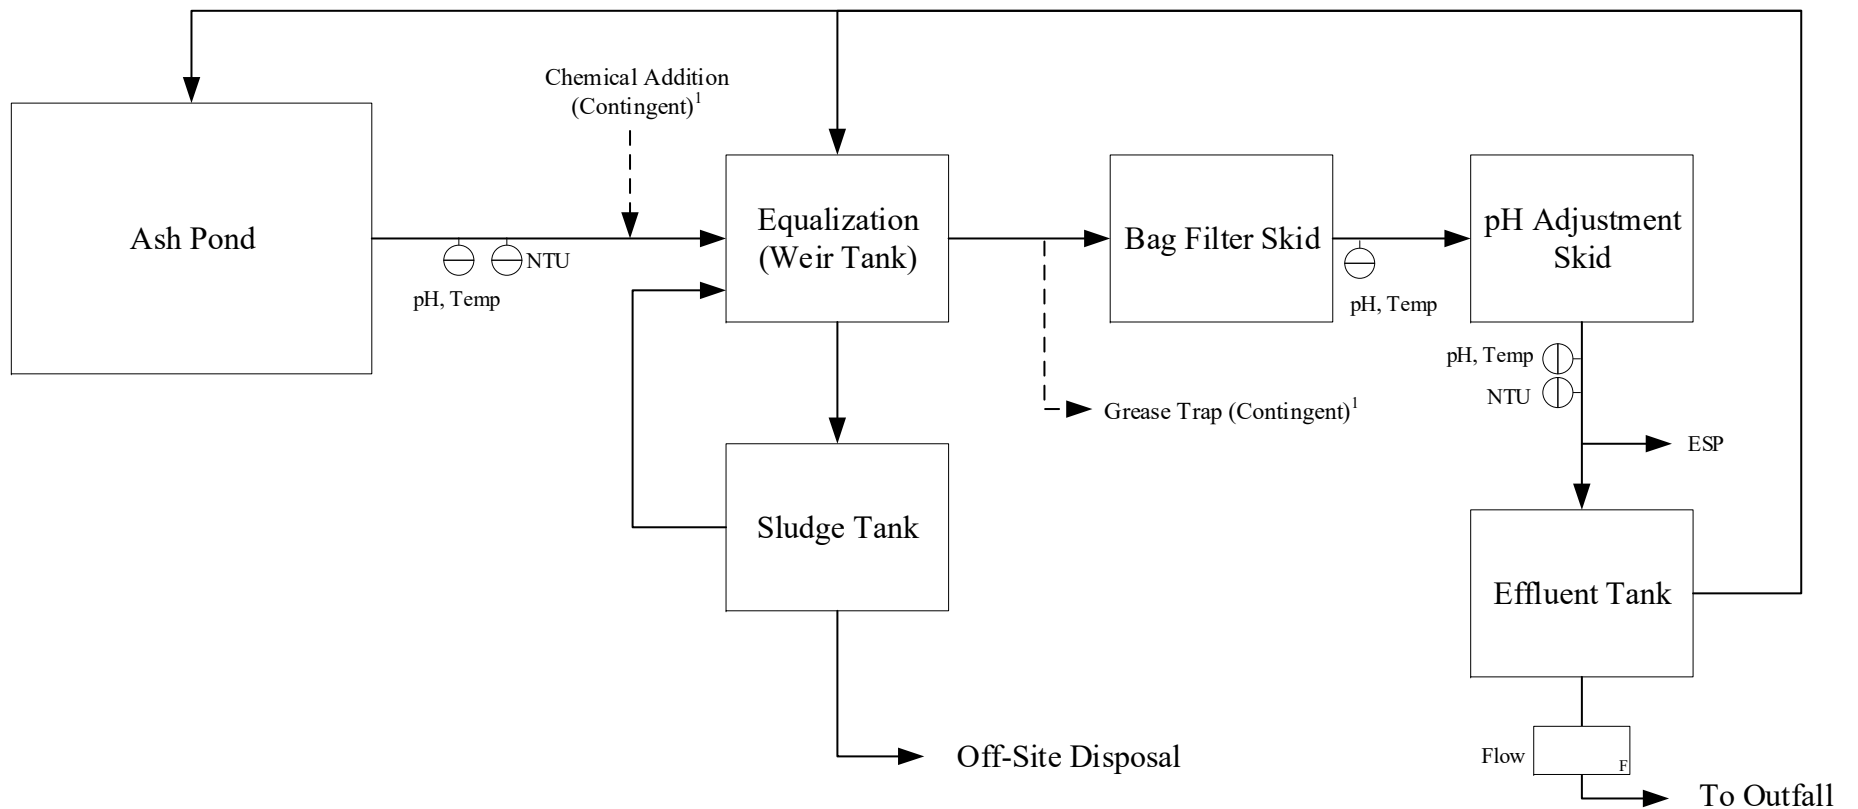 Chemical Addition
(Contingent)¹
Ash Pond
NTU
pH, Temp
Equalization
(Weir Tank)
Bag Filter Skid
pH, Temp
pH Adjustment
Skid
pH, Temp
NTU
Grease Trap (Contingent)¹
ESP
Sludge Tank
Effluent Tank
Off-Site Disposal
Flow
F
To Outfall